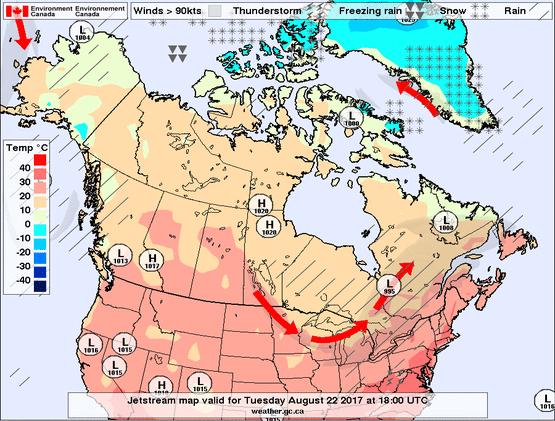 Environment Environnement
Canada Canada
Winds > 90kts Thunderstorm Freezing rain Snow Rain
L
1004
L
1000
Temp °C
40
30
20
10
0
-10
-20
-30
-40
H
1020
H
1020
L
1008
L
1013
H
1017
L
995
L
1016
L
1015
L
1015
L
1015
H
L
1016
Jetstream map valid for Tuesday August 22 2017 at 18:00 UTC
weather.gc.ca
1015